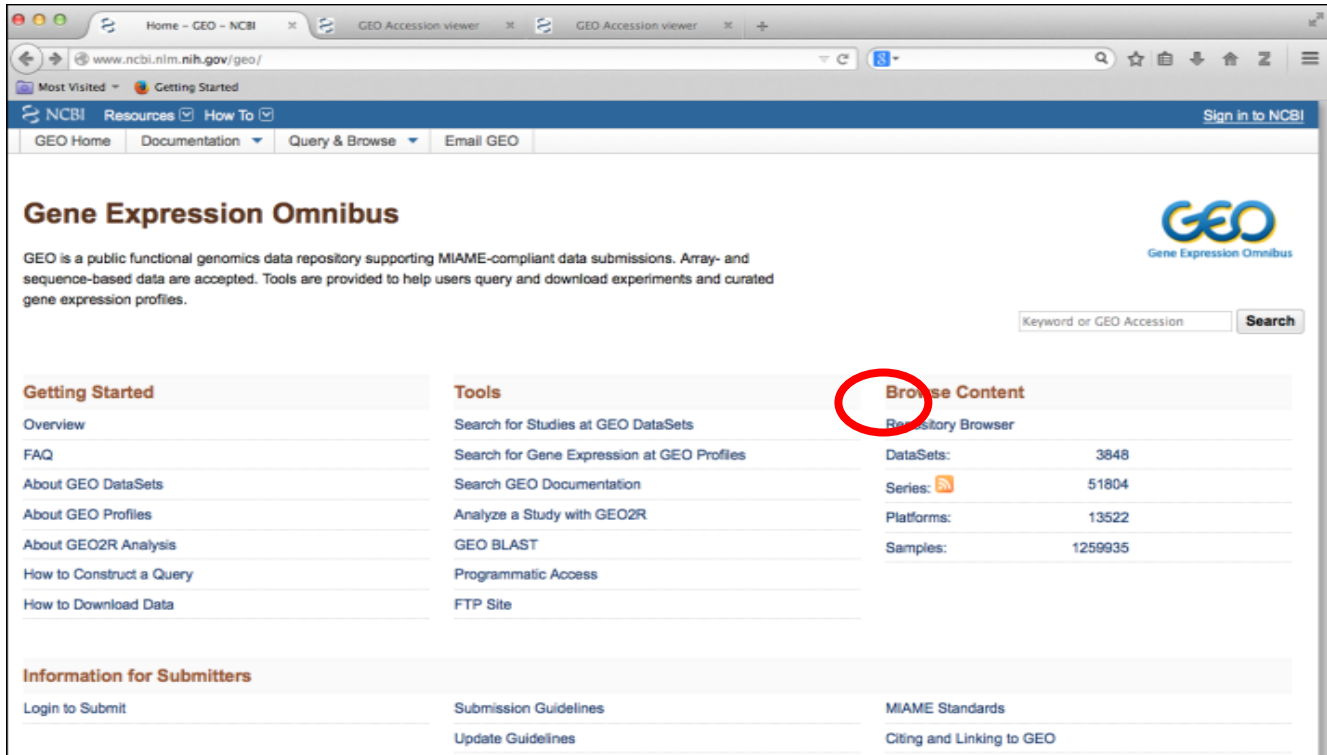 Home – GEO – NCBI
GEO Accession viewer
GEO Accession viewer
www.ncbi.nlm.nih.gov/geo/
Most Visited
Getting Started
NCBI Resources How To
Sign in to NCBI
GEO Home Documentation Query & Browse Email GEO
Gene Expression Omnibus
GEO is a public functional genomics data repository supporting MIAME-compliant data submissions. Array- and
sequence-based data are accepted. Tools are provided to help users query and download experiments and curated
gene expression profiles.
GEO
Gene Expression Omnibus
Keyword or GEO Accession Search
Getting Started
Overview
FAQ
About GEO DataSets
About GEO Profiles
About GEO2R Analysis
How to Construct a Query
How to Download Data
Tools
Search for Studies at GEO DataSets
Search for Gene Expression at GEO Profiles
Search GEO Documentation
Analyze a Study with GEO2R
GEO BLAST
Programmatic Access
FTP Site
Browse Content
Repository Browser
DataSets: 3848
Series: 51804
Platforms: 13522
Samples: 1259935
Information for Submitters
Login to Submit
Submission Guidelines
Update Guidelines
MIAME Standards
Citing and Linking to GEO